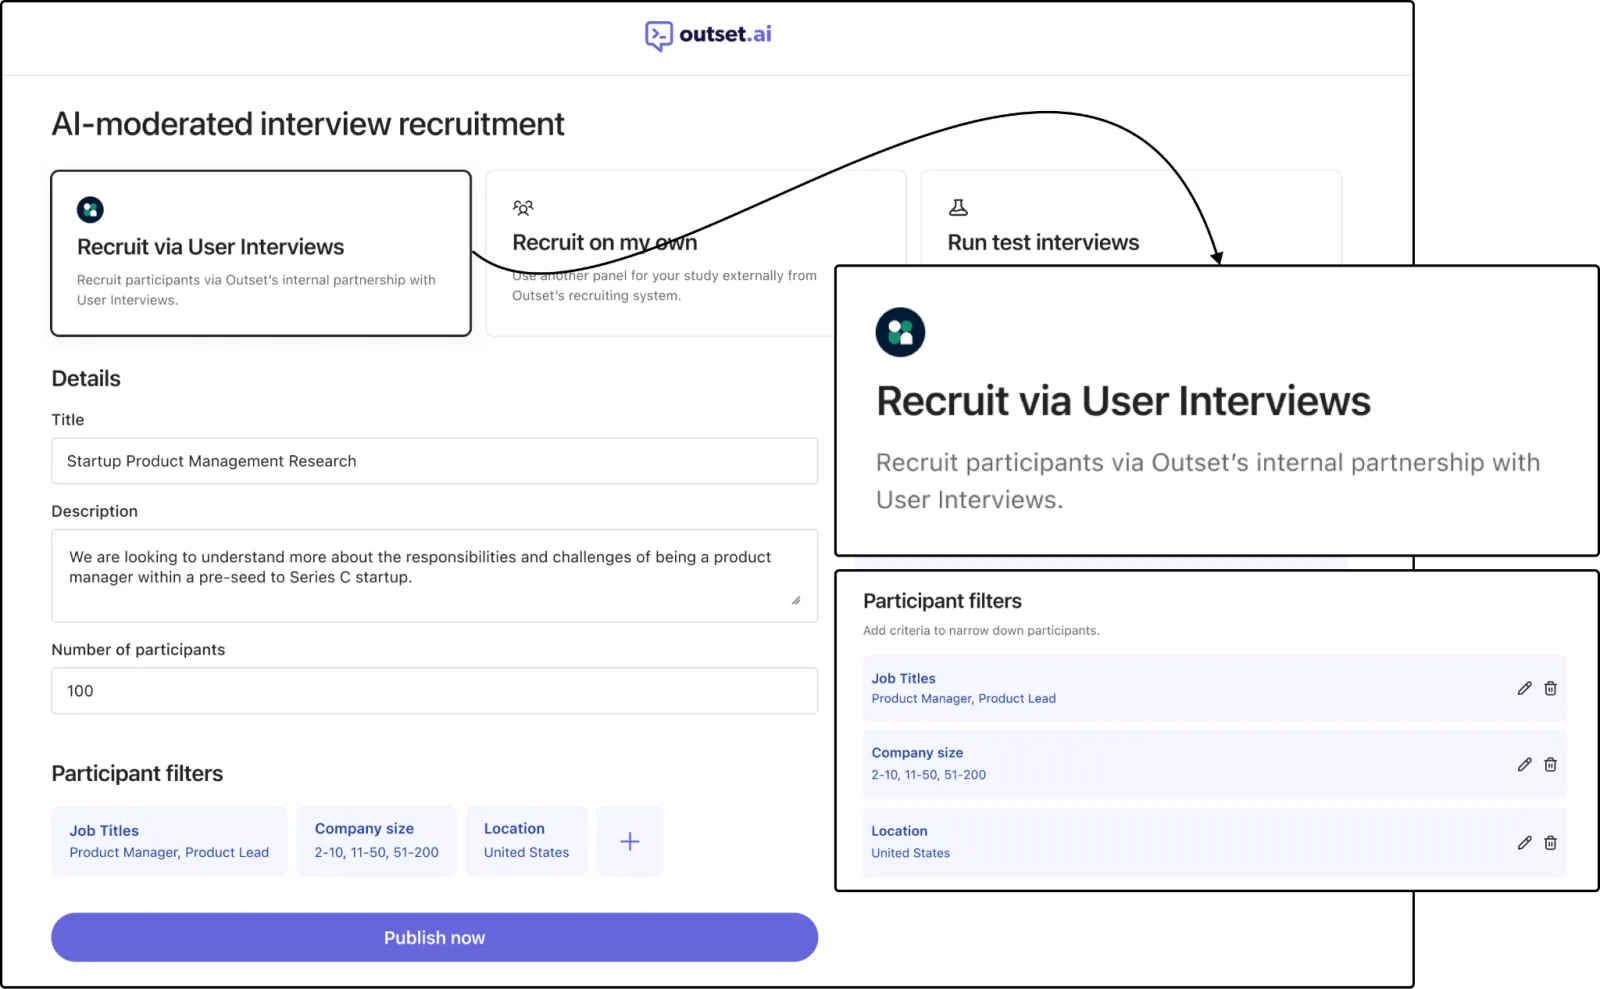 outset.ai
AI-moderated interview recruitment
Recruit via User Interviews
Recruit participants via Outset’s internal partnership with
User Interviews.
Recruit on my own
Use another panel for your study externally from
Outset’s recruiting system.
Run test interviews
Details
Title
Startup Product Management Research
Description
We are looking to understand more about the responsibilities and challenges of being a product
manager within a pre-seed to Series C startup.
Number of participants
100
Participant filters
Job Titles
Product Manager, Product Lead
Company size
2-10, 11-50, 51-200
Location
United States
Publish now
Recruit via User Interviews
Recruit participants via Outset’s internal partnership with
User Interviews.
Participant filters
Add criteria to narrow down participants.
Job Titles
Product Manager, Product Lead
Company size
2-10, 11-50, 51-200
Location
United States